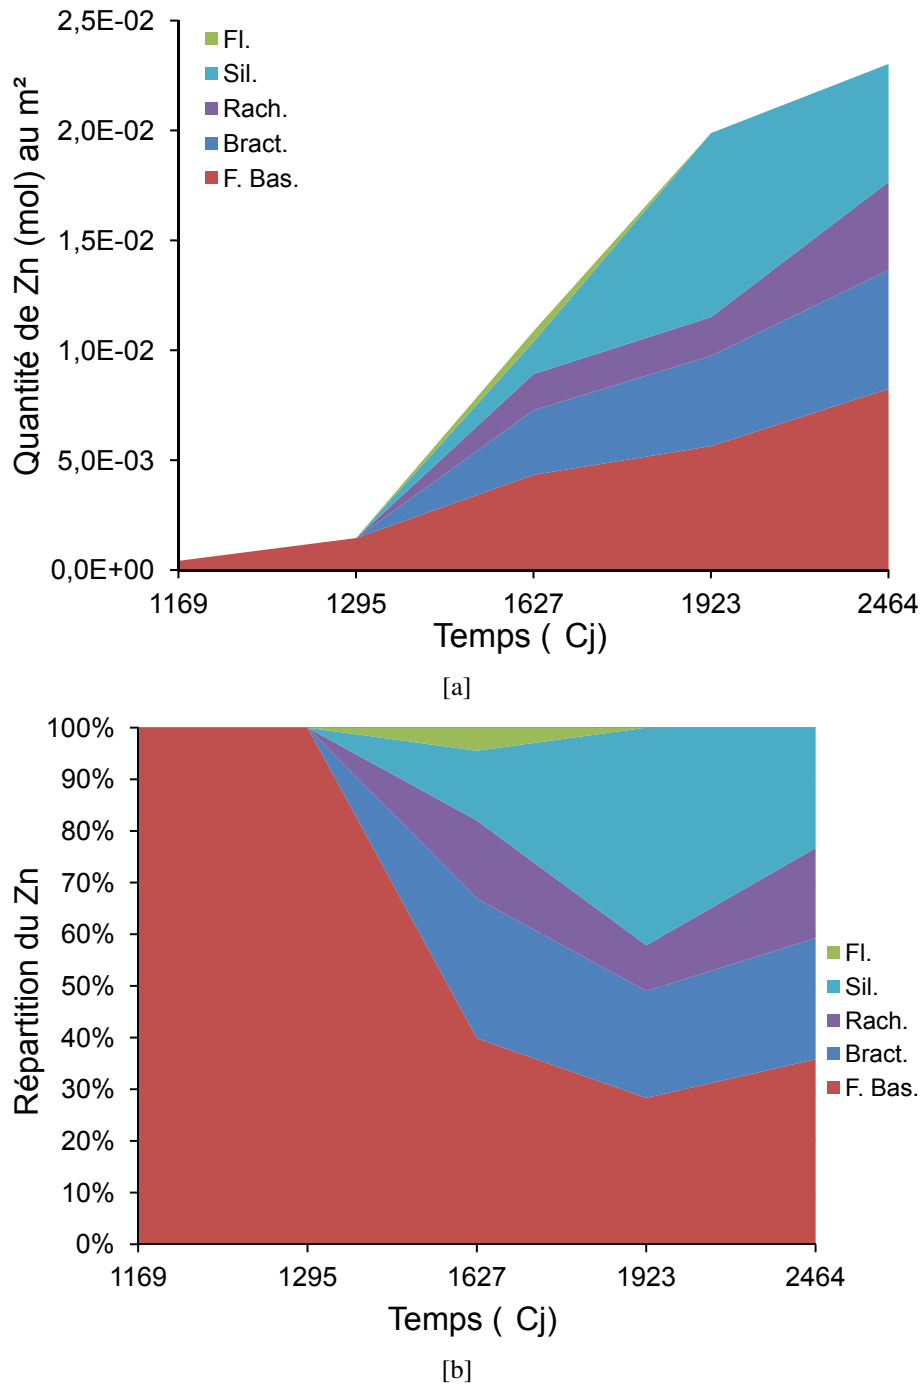 Quantité de Zn (mol) au m²
2,5E-02
2,0E-02
1,5E-02
1,0E-02
5,0E-03
0,0E+00
Fl.
Sil.
Rach.
Bract.
F. Bas.
1169 1295 1627 1923 2464
Temps ( Cj)
[a]
Répartition du Zn
100%
90%
80%
70%
60%
50%
40%
30%
20%
10%
0%
Fl.
Sil.
Rach.
Bract.
F. Bas.
1169 1295 1627 1923 2464
Temps ( Cj)
[b]